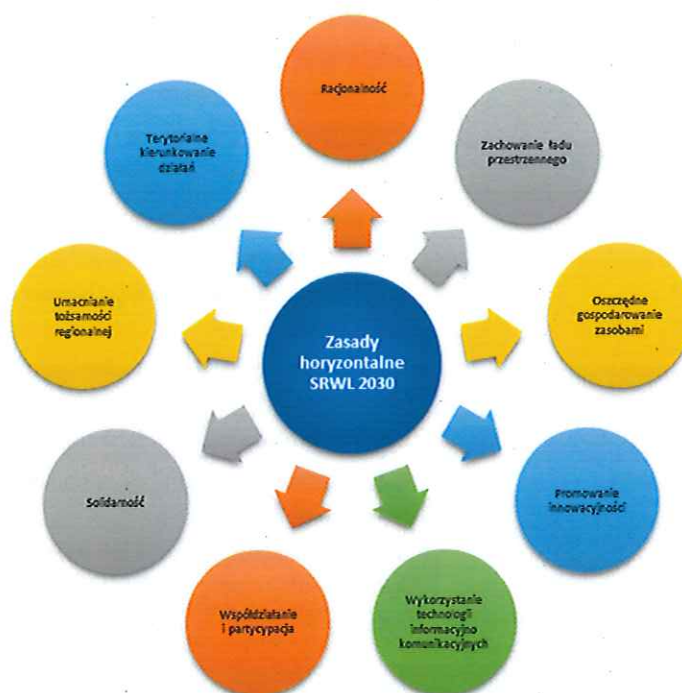 Racjonalność
Zachowanie ładu
przestrzennego
Oszczędne
gospodarowanie
zasobami
Promowanie
innowacyjności
Wykorzystanie
technologii
informacyjno
komunikacyjnych
Współdziałanie
i partycypacja
Solidarność
Umacnianie
tożsamości
regionalnej
Terytorialne
kierunkowanie
działań
Zasady
horyzontalne
SRWL 2030